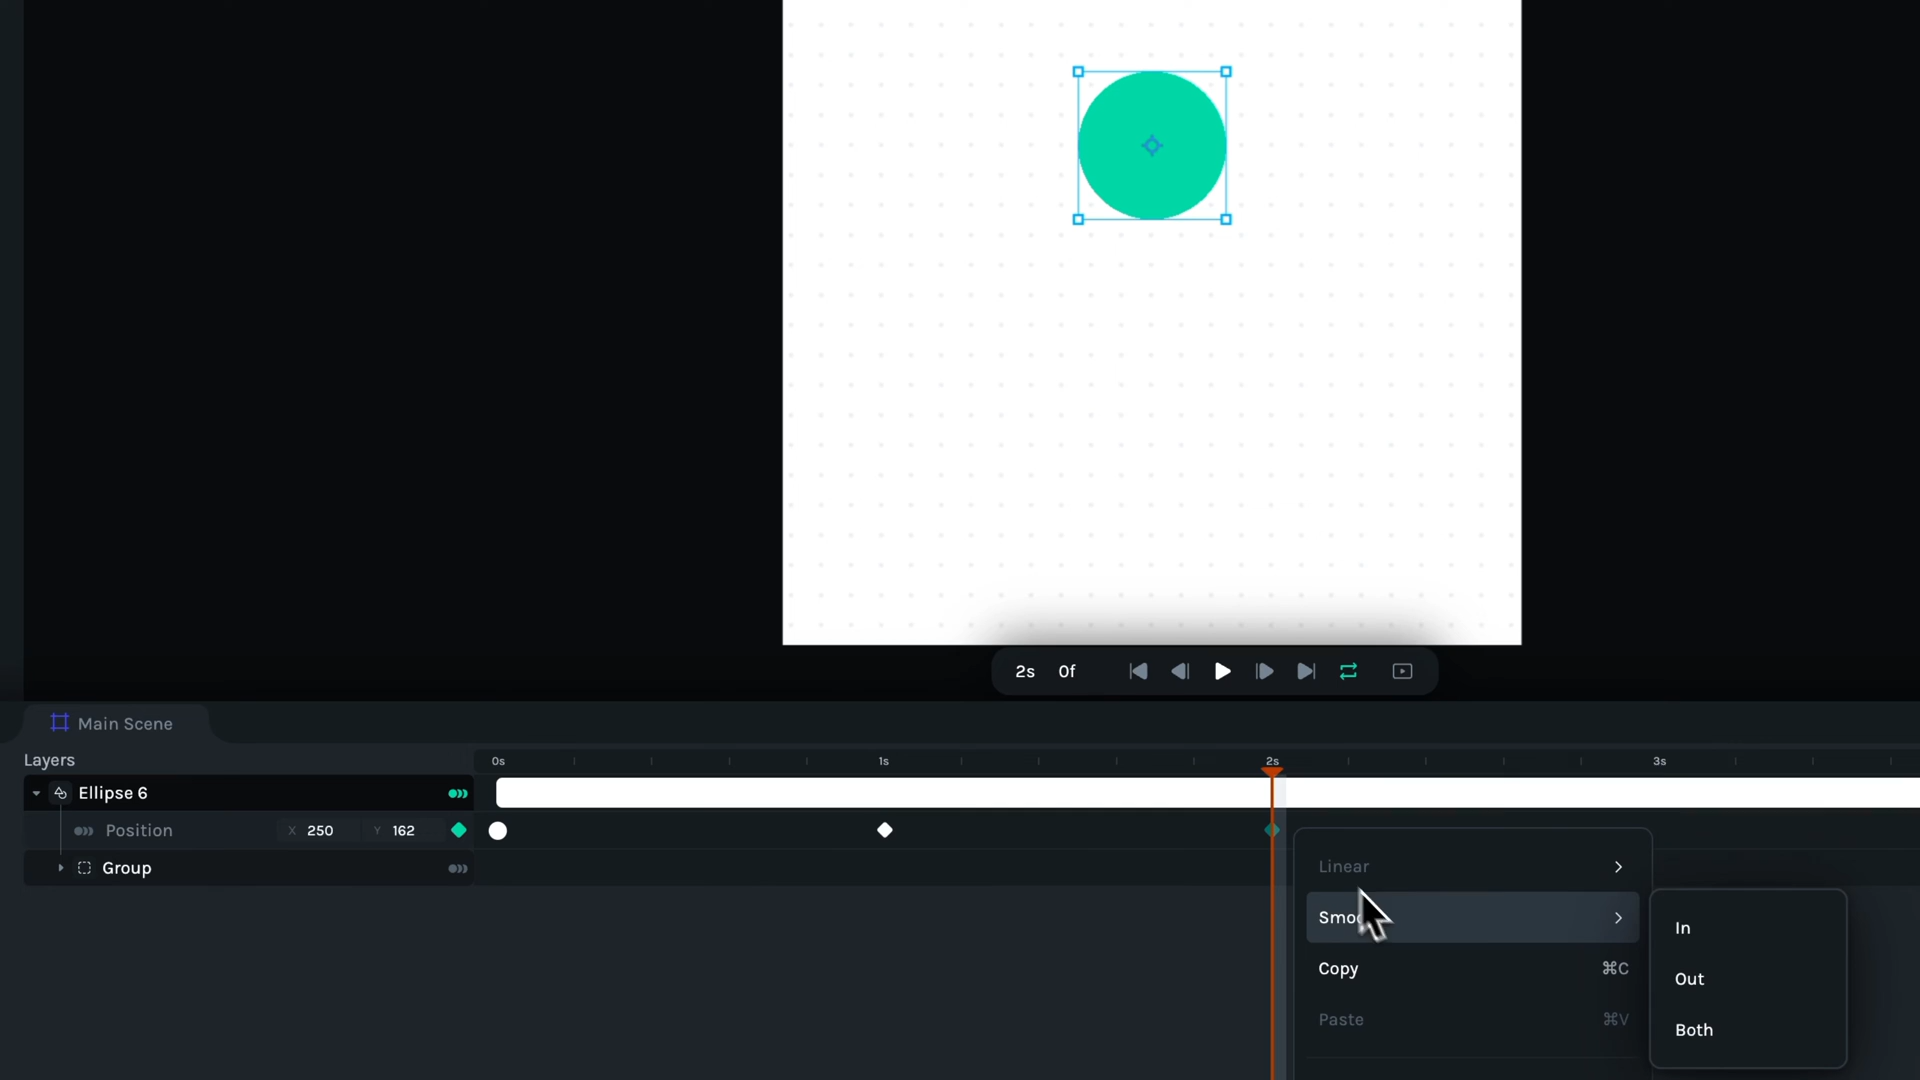 2s 0f
Main Scene
Layers
0s 1s 2s 3s
Ellipse 6
Position X 250 Y 162
Group
Linear
Smo
Copy ⌘C
Paste ⌘V
In
Out
Both